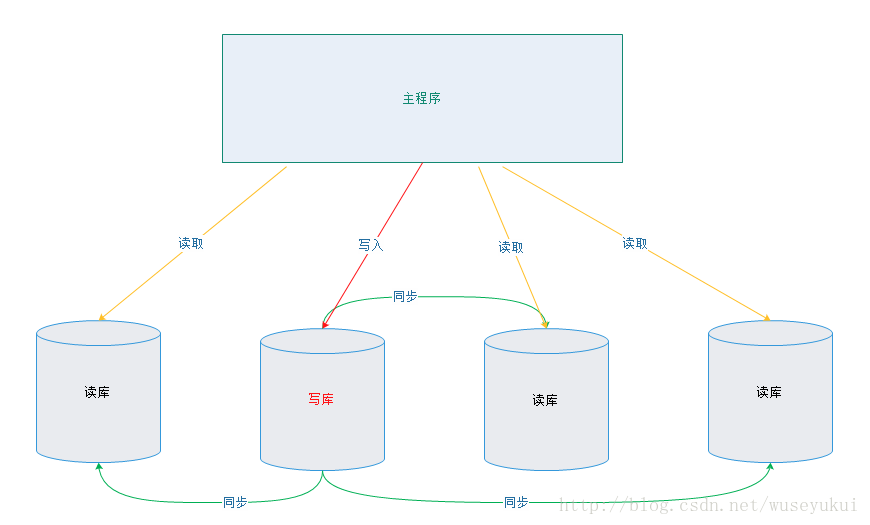 主程序
读取
写入
读取
读取
同步
读库
写库
读库
读库
同步
同步
http://blog.csdn.net/wuseyukui